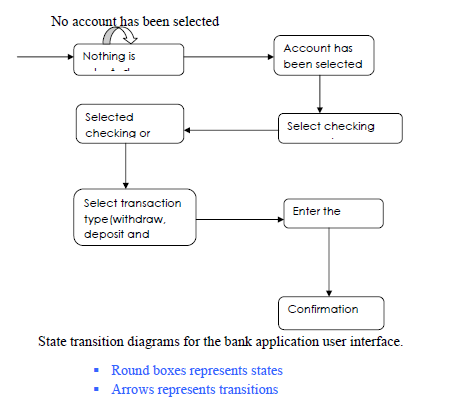 No account has been selected
Nothing is
Account has
been selected
Selected
checking or
Select checking
Select transaction
type(withdraw,
deposit and
Enter the
Confirmation
State transition diagrams for the bank application user interface.
▪ Round boxes represents states
▪ Arrows represents transitions